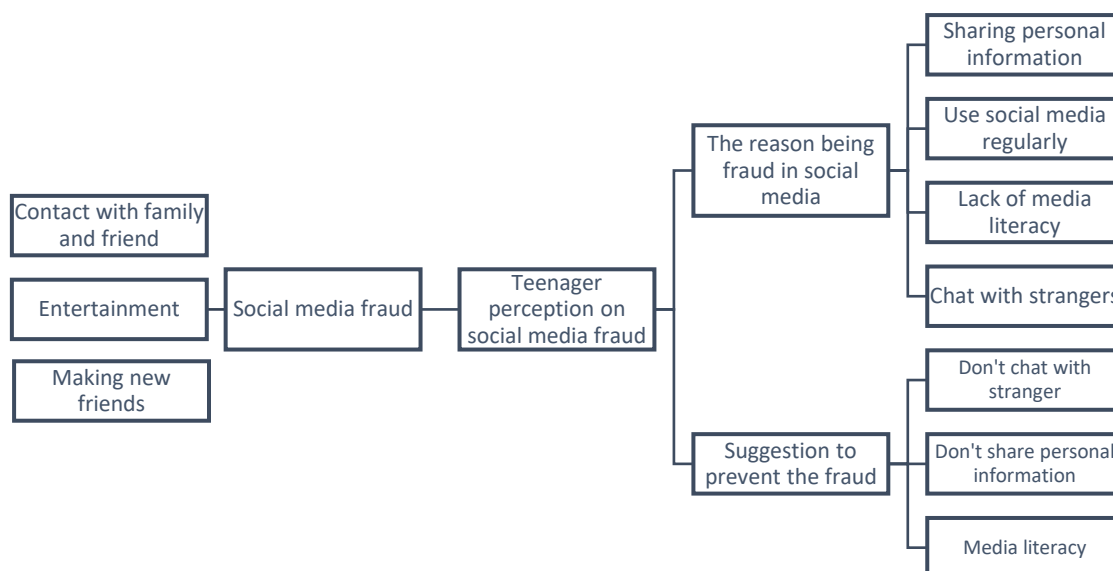 Contact with family
and friend
Entertainment
Making new
friends
Social media fraud
Teenager
perception on
social media fraud
The reason being
fraud in social
media
Suggestion to
prevent the fraud
Sharing personal
information
Use social media
regularly
Lack of media
literacy
Chat with strangers
Don't chat with
stranger
Don't share personal
information
Media literacy